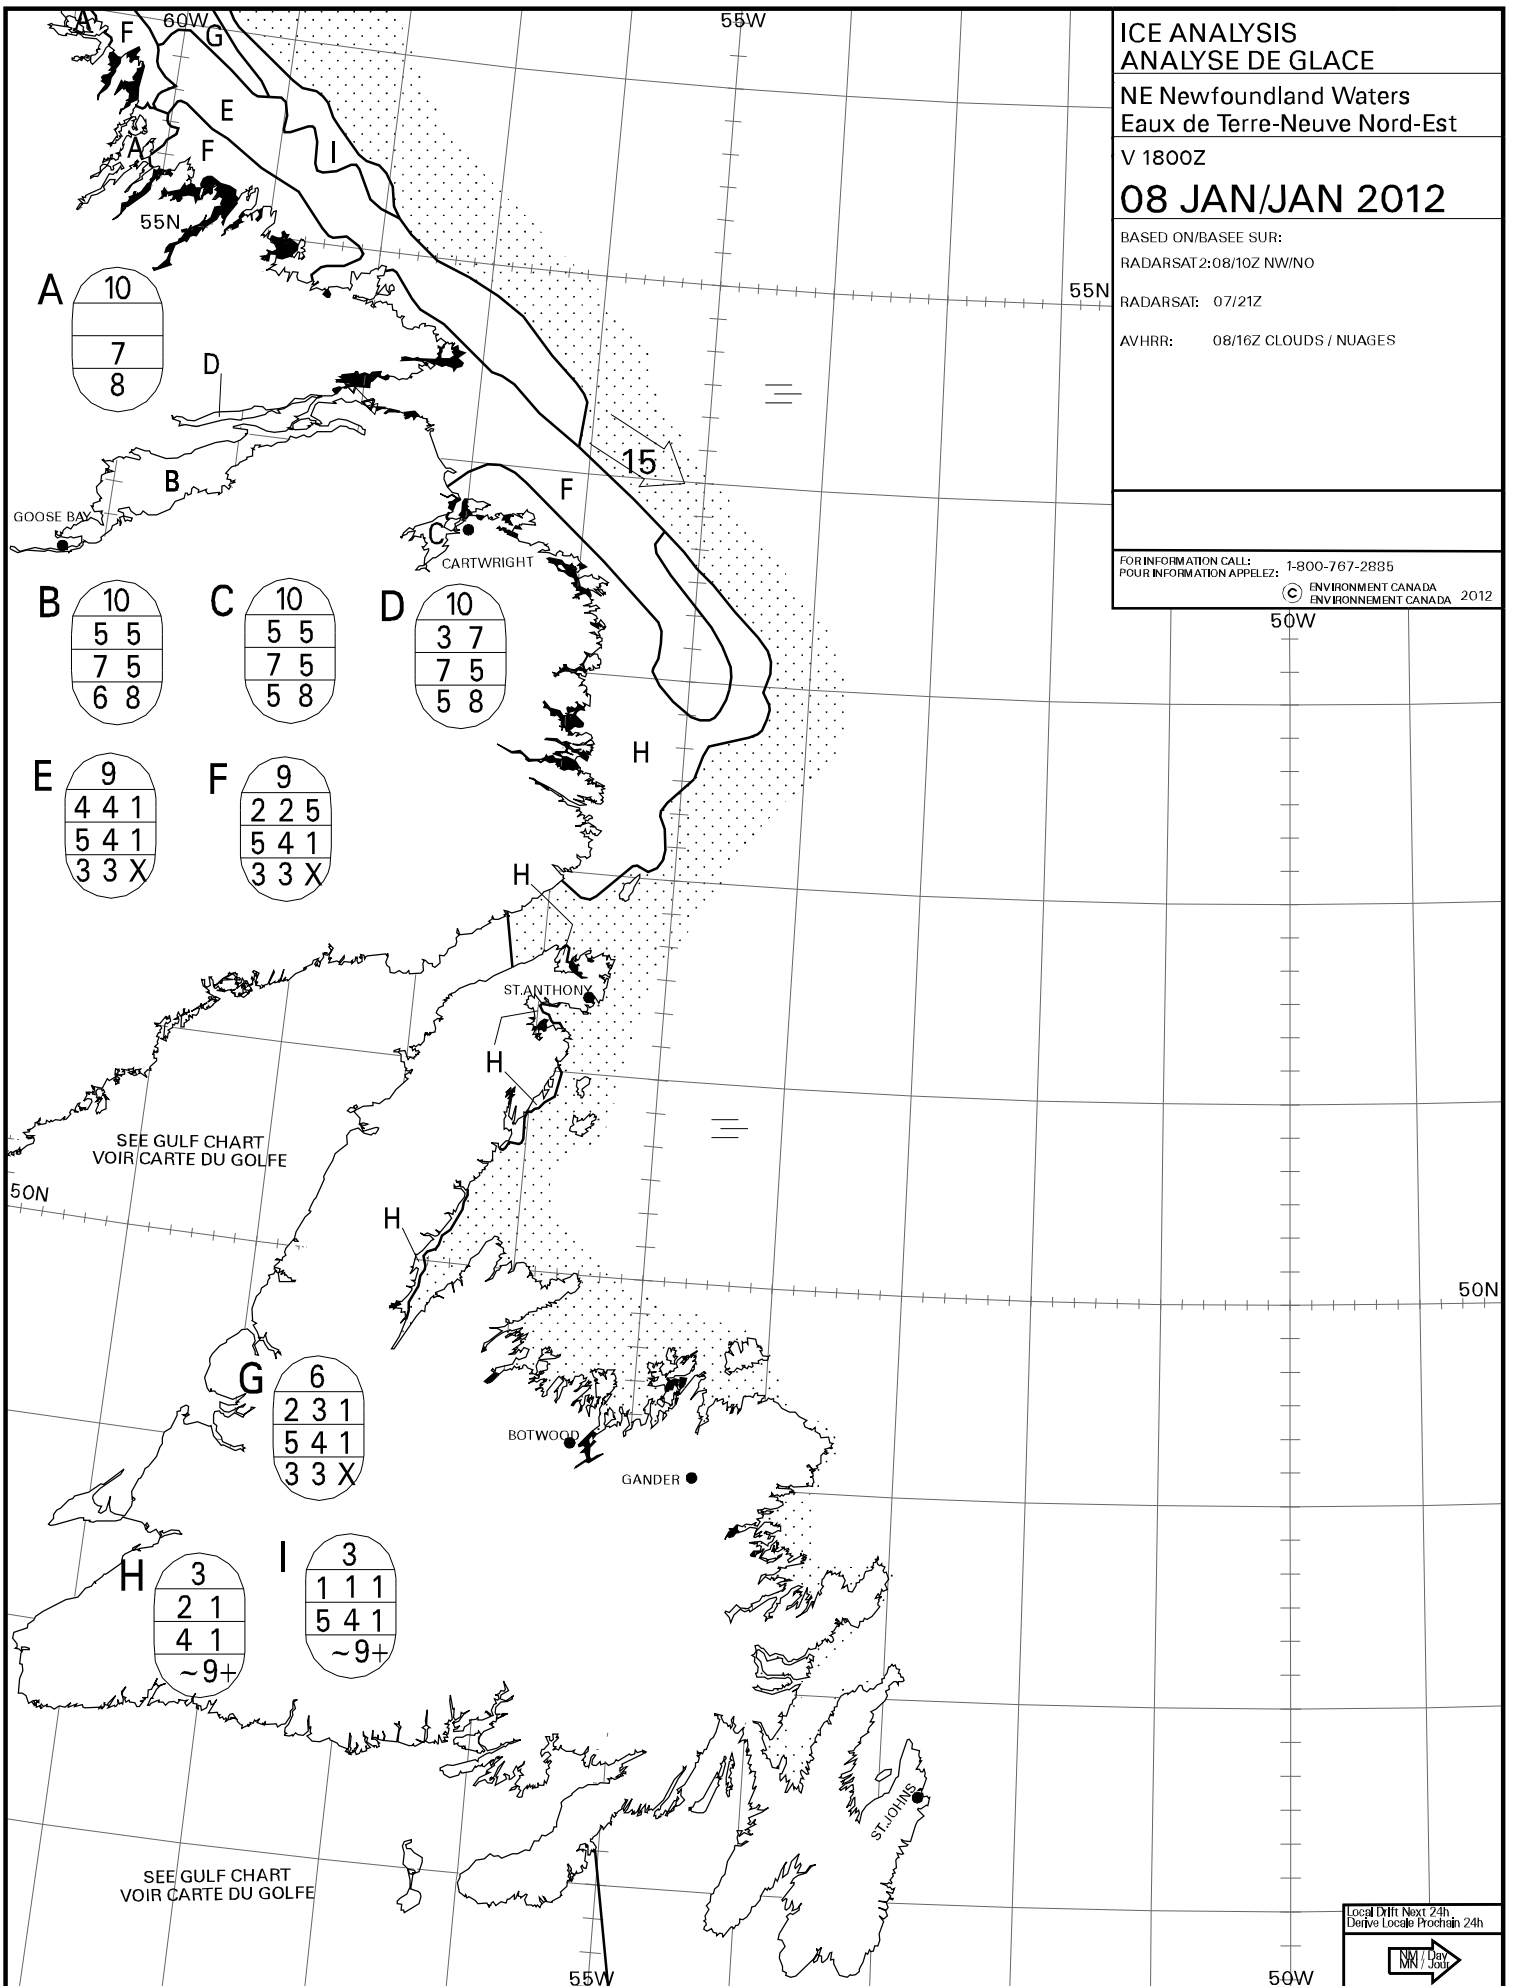 A
F
60W
G
55W
E
I
A
F
55N
ICE ANALYSIS
ANALYSE DE GLACE
NE Newfoundland Waters
Eaux de Terre-Neuve Nord-Est
V 1800Z
08 JAN/JAN 2012
BASED ON/BASEE SUR:
RADARSAT2:08/10Z NW/NO
RADARSAT: 07/21Z
AVHRR: 08/16Z CLOUDS / NUAGES
FOR INFORMATION CALL:
POUR INFORMATION APPELEZ: 1-800-767-2885
© ENVIRONMENT CANADA
ENVIRONNEMENT CANADA 2012
55N
50W
A
10
7
8
D
B
15
F
GOOSE BAY
C
CARTWRIGHT
B
10
5 5
7 5
6 8
C
10
5 5
7 5
5 8
D
10
3 7
7 5
5 8
H
E
9
4 4 1
5 4 1
3 3 X
F
9
2 2 5
5 4 1
3 3 X
H
ST.ANTHONY
H
SEE GULF CHART
VOIR CARTE DU GOLFE
50N
H
50N
G
6
2 3 1
5 4 1
3 3 X
BOTWOOD
GANDER
H
3
2 1
4 1
~9+
I
3
1 1 1
5 4 1
~9+
ST.JOHNS
SEE GULF CHART
VOIR CARTE DU GOLFE
55W
50W
Local Drift Next 24h
Derive Locale Prochain 24h
NM / Day
MN / Jour